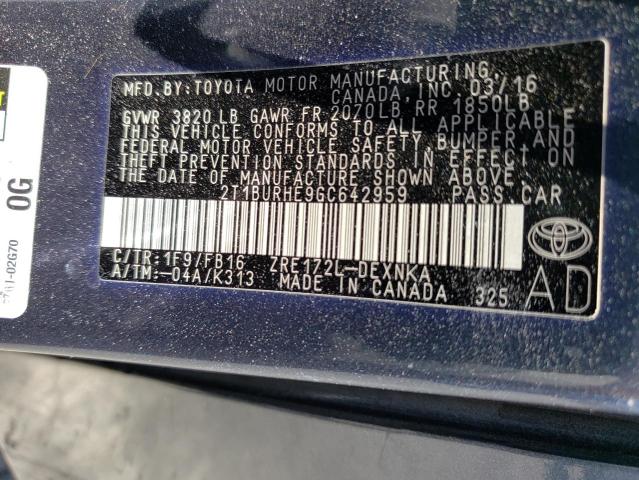 MFD. BY: TOYOTA MOTOR MANUFACTURING,
CANADA, INC. 03/16
GVWR 3820 LB GAWR FR 2070LB, RR 1850LB
THIS VEHICLE CONFORMS TO ALL APPLICABLE
FEDERAL MOTOR VEHICLE SAFETY, BUMPER, AND
THEFT PREVENTION STANDARDS IN EFFECT ON
THE DATE OF MANUFACTURE SHOWN ABOVE.
2T1BURHE9GC642959 PASS CAR
C/TR: 1F9/FB16 ZRE172L-DEXNKA
A/TM: -04A/K313 MADE IN CANADA 325
AD
0G